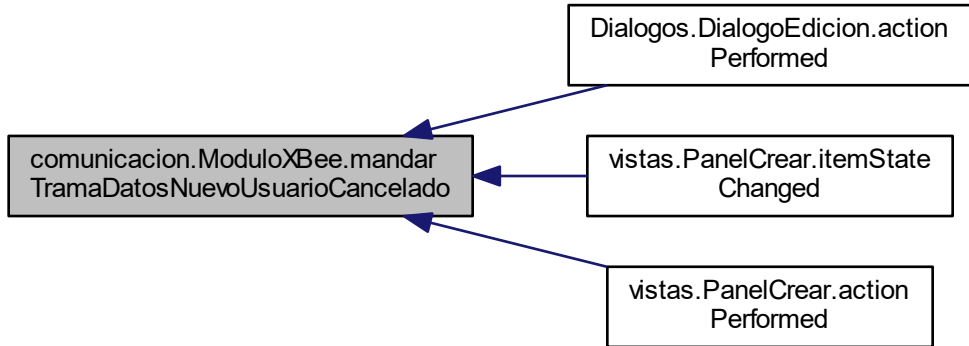 Dialogos.DialogoEdicion.action
Performed
comunicacion.ModuloXBee.mandar
TramaDatosNuevoUsuarioCancelado
vistas.PanelCrear.itemState
Changed
vistas.PanelCrear.action
Performed